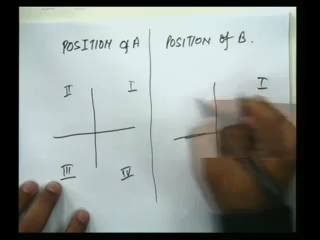 POSITION of A
POSITION of B.
II I
III IV
I